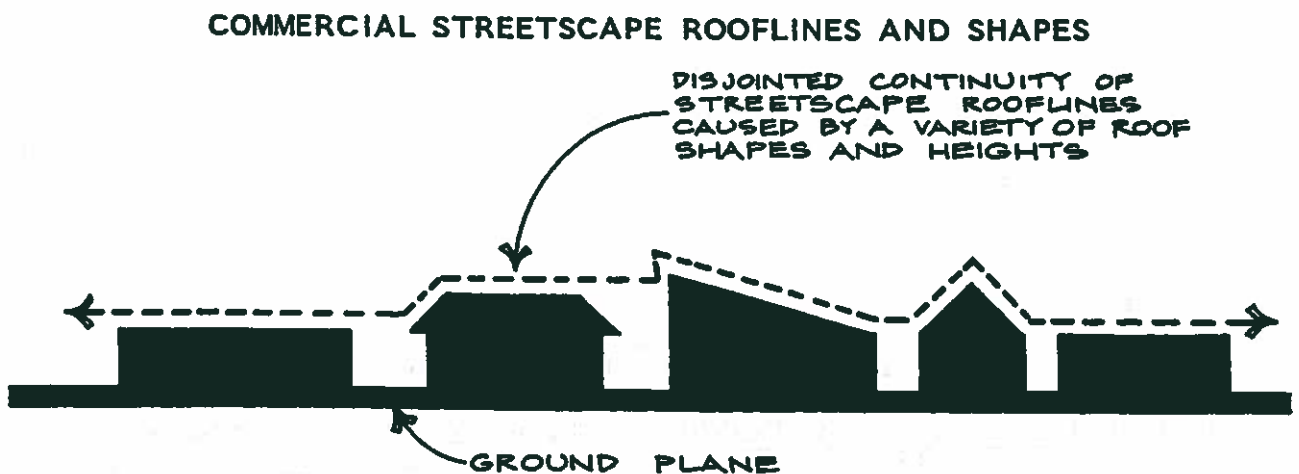 COMMERCIAL STREETSCAPE ROOFLINES AND SHAPES
DISJOINTED CONTINUITY OF
STREETSCAPE ROOFLINES
CAUSED BY A VARIETY OF ROOF
SHAPES AND HEIGHTS
GROUND PLANE